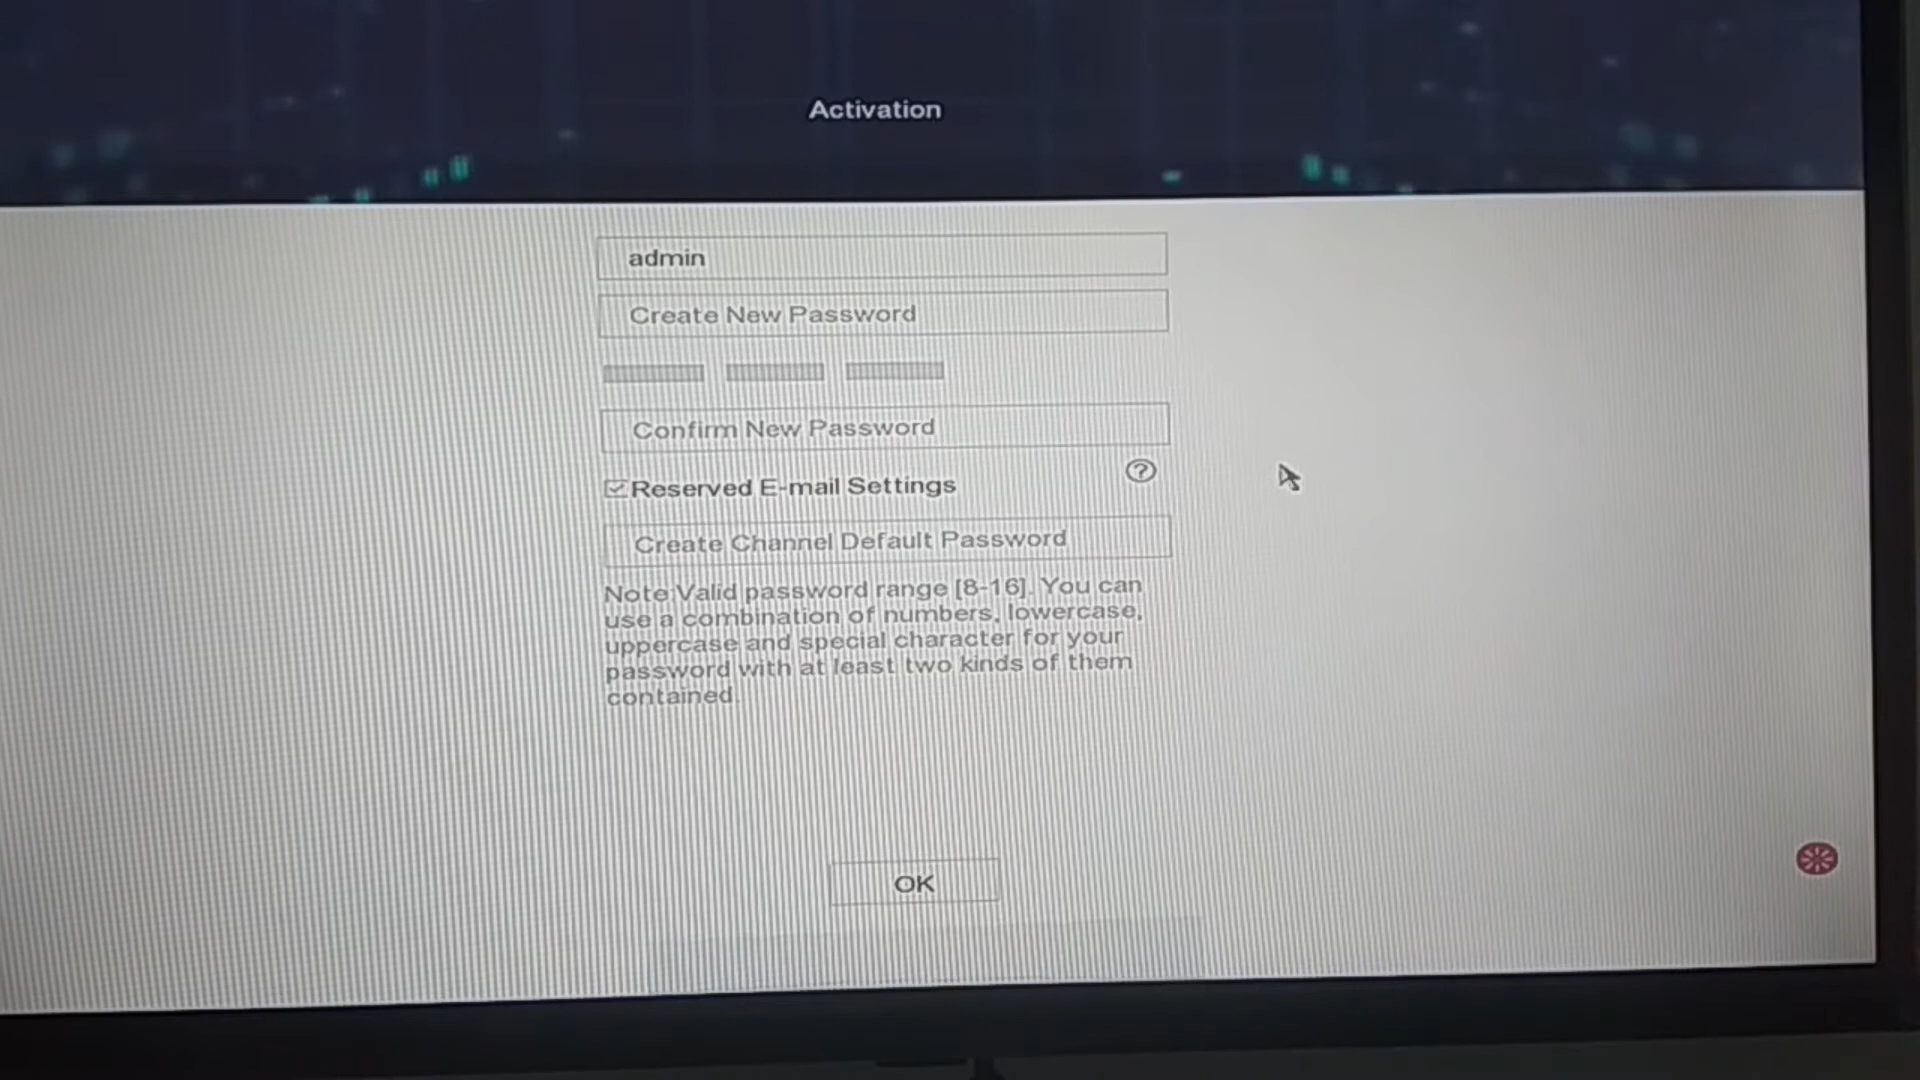 Activation
admin
Create New Password
Confirm New Password
Reserved E-mail Settings
Create Channel Default Password
Note:Valid password range [8-16]. You can
use a combination of numbers, lowercase,
uppercase and special character for your
password with at least two kinds of them
contained.
OK